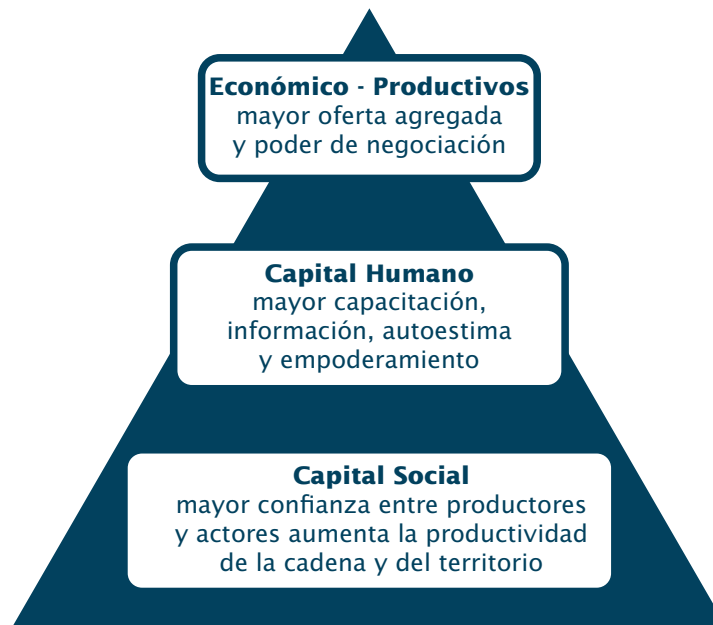 Económico - Productivos
mayor oferta agregada
y poder de negociación
Capital Humano
mayor capacitación,
información, autoestima
y empoderamiento
Capital Social
mayor confianza entre productores
y actores aumenta la productividad
de la cadena y del territorio